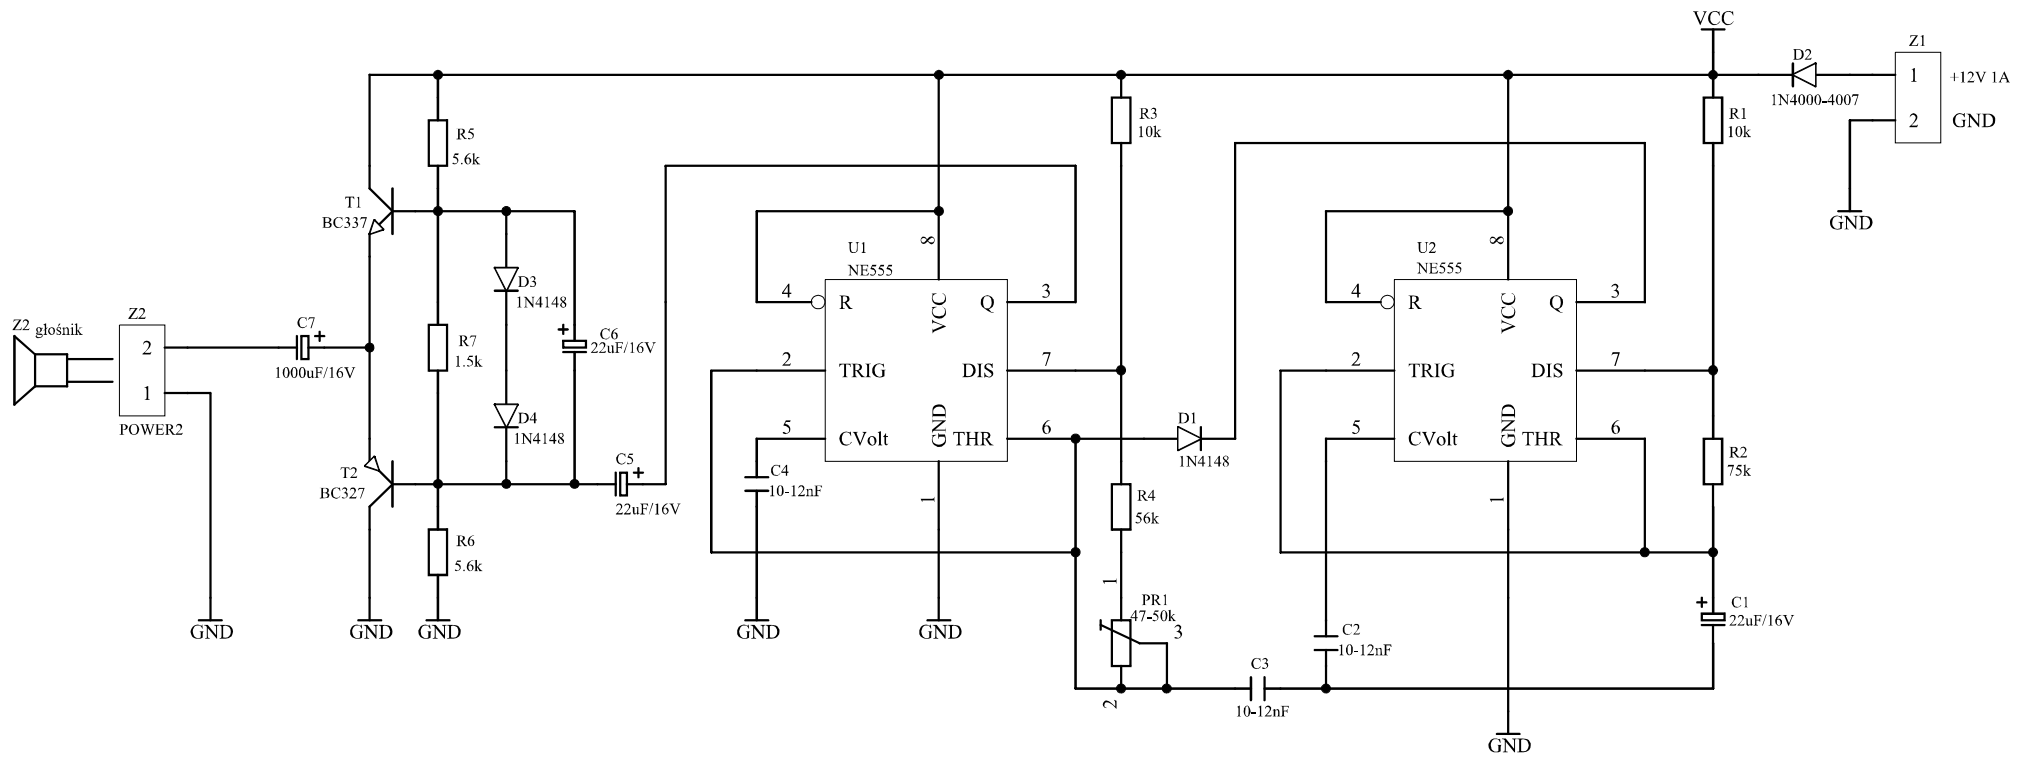 VCC
D2
1N4000-4007
Z1
1
+12V 1A
2
GND
GND
R1
10k
R3
10k
R5
5.6k
T1
BC337
U1
NE555
8
4
R
VCC
Q
3
2
TRIG
DIS
7
5
CVolt
GND
THR
6
1
U2
NE555
8
4
R
VCC
Q
3
2
TRIG
DIS
7
5
CVolt
GND
THR
6
1
D3
1N4148
Z2 głośnik
Z2
2
1
POWER2
C7
+
1000uF/16V
R7
1.5k
+
C6
22uF/16V
D4
1N4148
D1
1N4148
T2
BC327
C5
+
22uF/16V
C4
10-12nF
R4
56k
R2
75k
R6
5.6k
1
PR1
47-50k
3
2
C2
10-12nF
+
C1
22uF/16V
C3
10-12nF
GND
GND
GND
GND
GND
GND